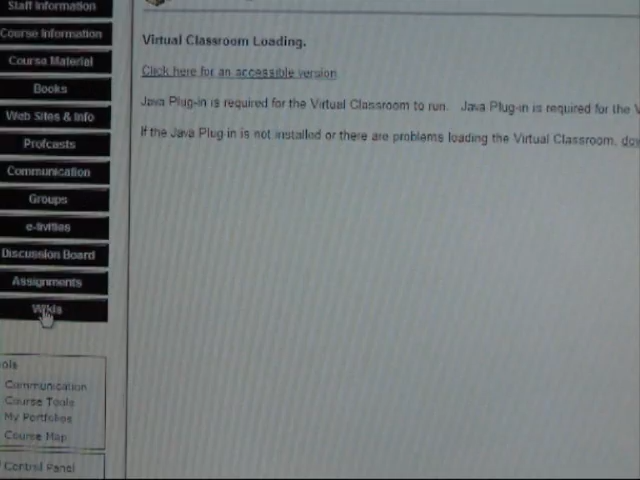 Staff Information
Course Information
Course Material
Books
Web Sites & Info
Profcasts
Communication
Groups
e-tivities
Discussion Board
Assignments
Wikis
Communication
Course Tools
My Portfolios
Course Map
Control Panel
Virtual Classroom Loading.
Click here for an accessible version
Java Plug-in is required for the Virtual Classroom to run. Java Plug-in is required for the
If the Java Plug-in is not installed or there are problems loading the Virtual Classroom,